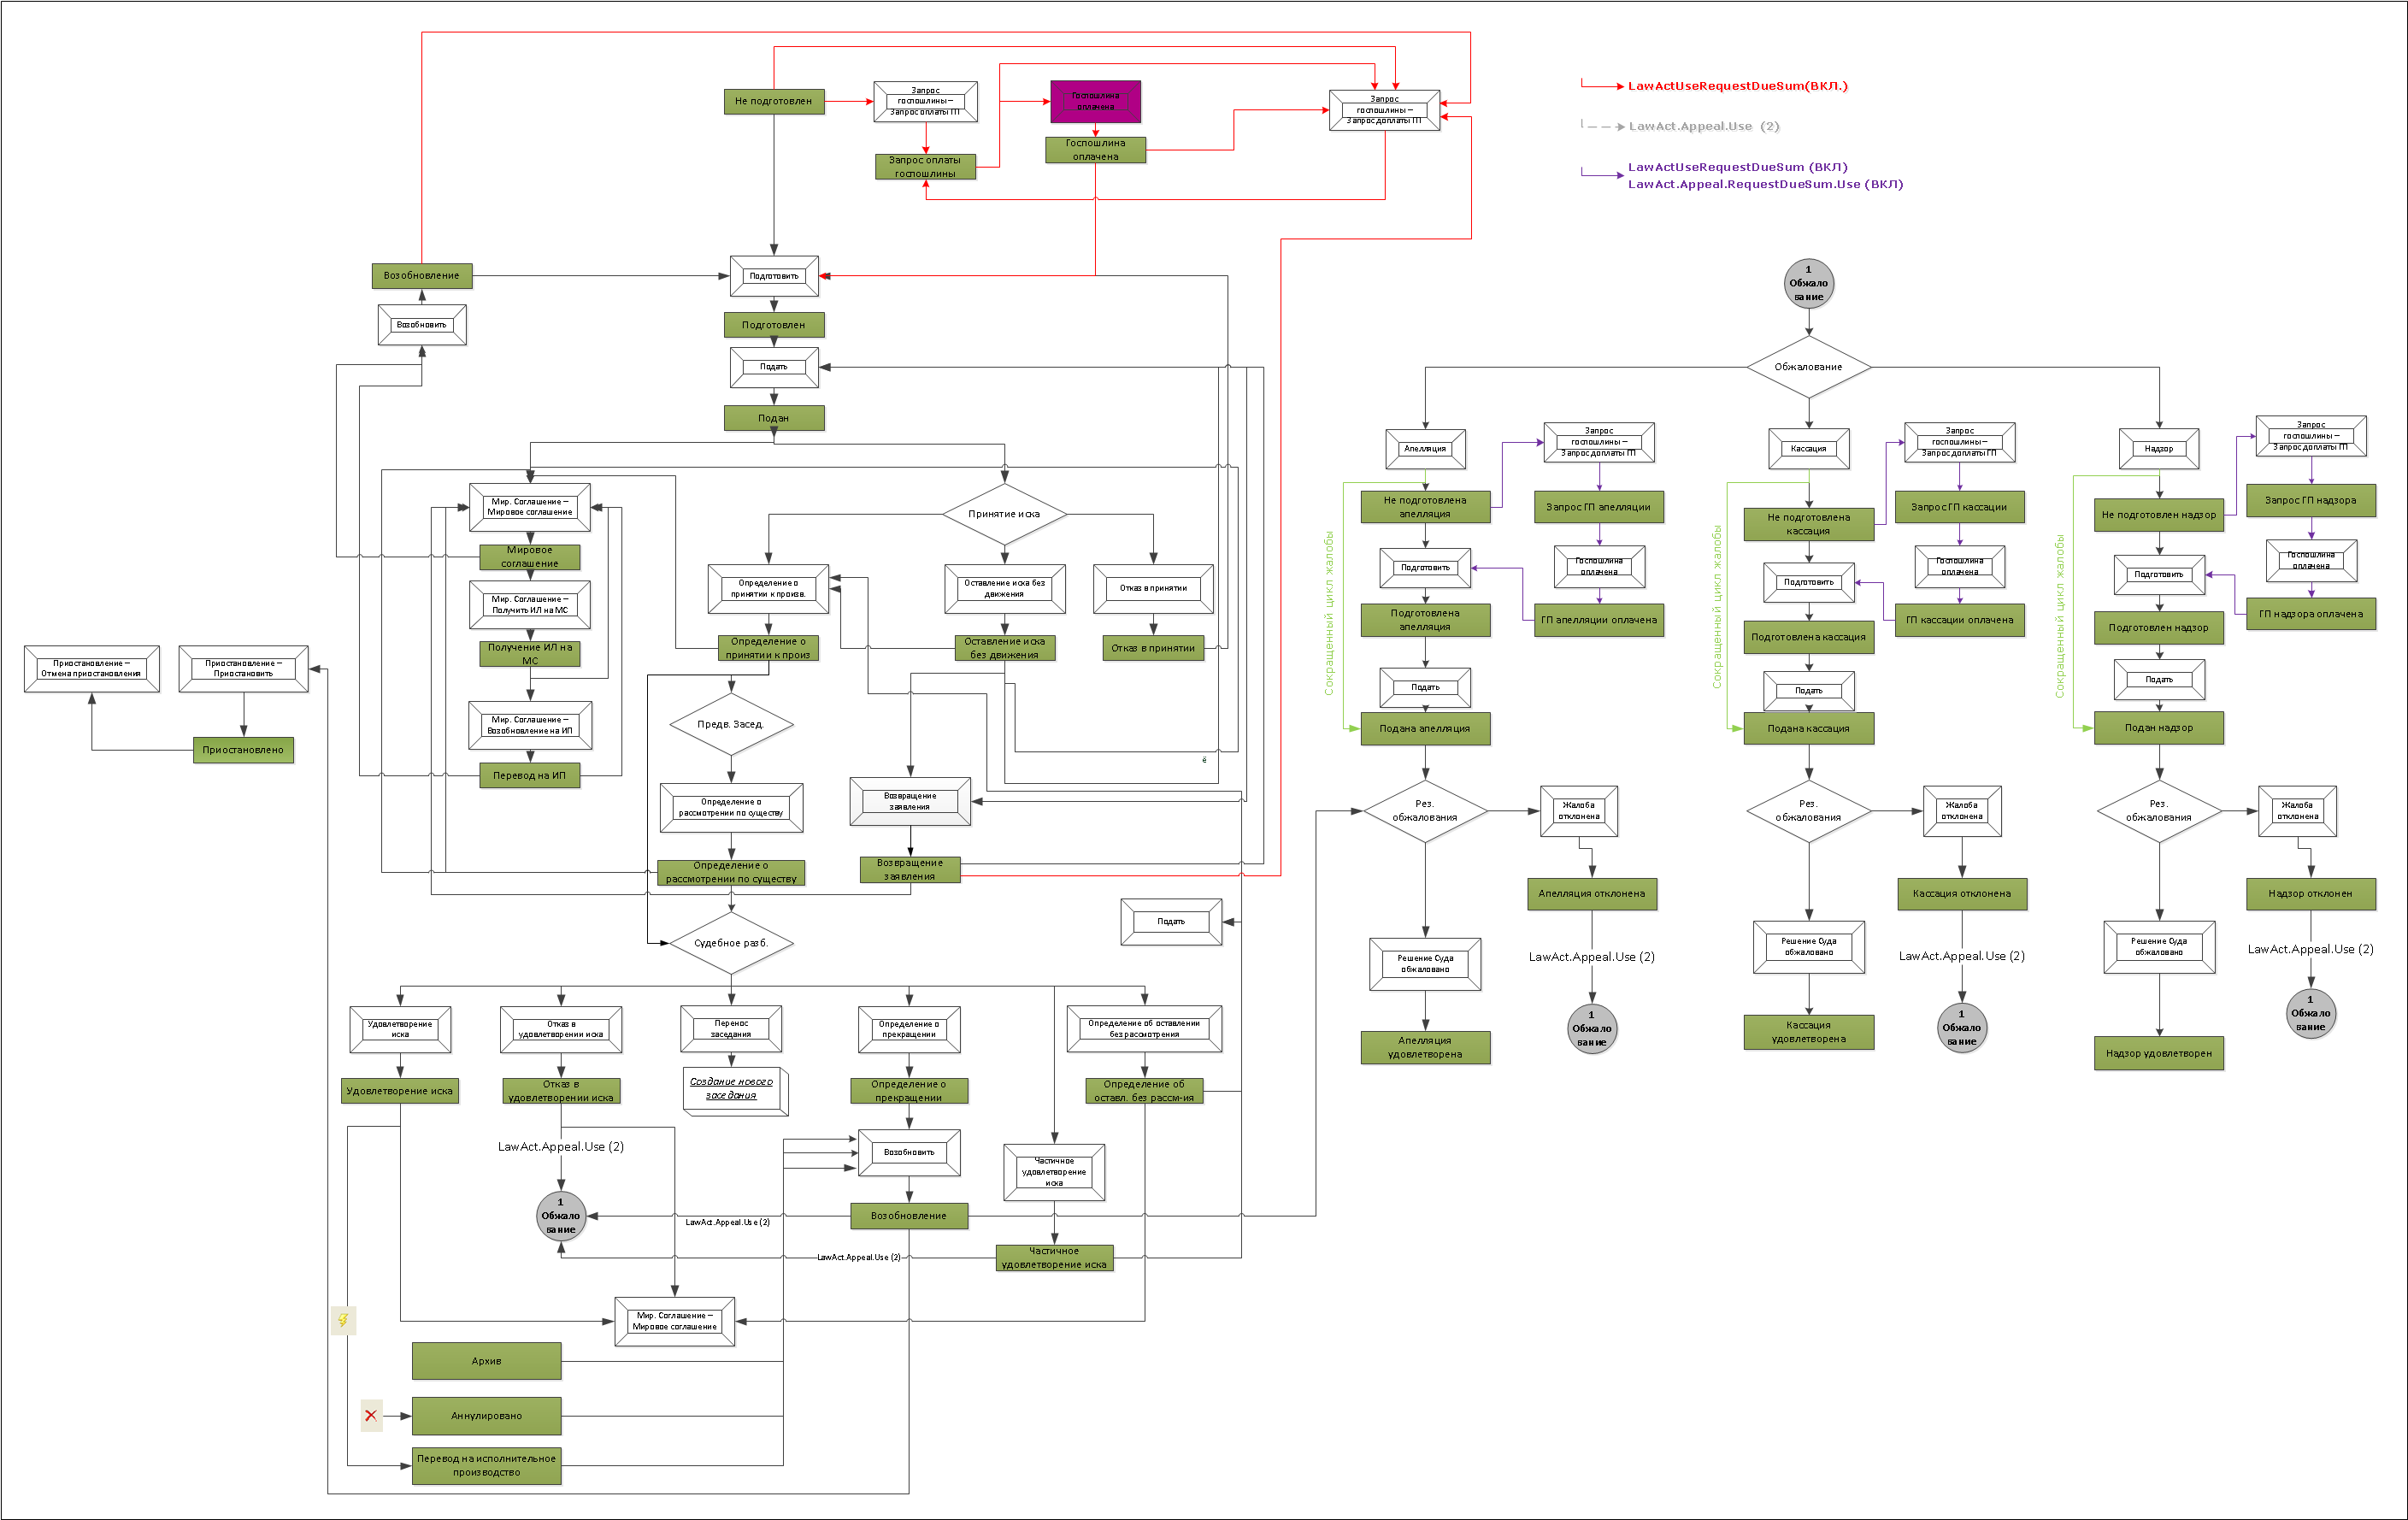 Не подготовлен
Запрос
госпошлины –
Запрос оплаты ГП
Запрос оплаты
госпошлины
Госпошлина
оплачена
Госпошлина
оплачена
Запрос
госпошлины –
Запрос доплаты ГП
LawActUseRequestDueSum(ВКЛ.)
LawAct.Appeal.Use (2)
LawActUseRequestDueSum (ВКЛ)
LawAct.Appeal.RequestDueSum.Use (ВКЛ)
Возобновление
Возобновить
Подготовить
Подготовлен
Подать
Подан
Мир. Соглашение –
Мировое соглашение
Мировое
соглашение
Мир. Соглашение –
Получить ИЛ на МС
Получение ИЛ на
МС
Мир. Соглашение –
Возобновление на ИП
Перевод на ИП
Приостановление –
Отмена приостановления
Приостановление –
Приостановить
Приостановлено
Принятие иска
Определение о
принятии к произв.
Определение о
принятии к произ
Оставление иска без
движения
Оставление иска
без движения
Отказ в принятии
Отказ в принятии
Предв. Засед.
Определение о
рассмотрении по существу
Определение о
рассмотрении по существу
ё
Возвращение
заявления
Возвращение
заявления
Судебное разб.
Подать
Удовлетворение
иска
Удовлетворение иска
Отказ в
удовлетворении иска
Отказ в
удовлетворении иска
Перенос
заседания
Создание нового
заседания
Определение о
прекращении
Определение о
прекращении
Возобновить
Возобновление
Определение об оставлении
без рассмотрения
Определение об
оставл. без рассм-ия
Частичное
удовлетворение
иска
Частичное
удовлетворение иска
LawAct.Appeal.Use (2)
1
Обжало
вание
LawAct.Appeal.Use (2)
LawAct.Appeal.Use (2)
Мир. Соглашение –
Мировое соглашение
Архив
Аннулировано
Перевод на исполнительное
производство
1
Обжало
вание
Обжалование
Апелляция
Не подготовлена
апелляция
Подготовить
Подготовлена
апелляция
Подать
Подана апелляция
Сокращенный цикл жалобы
Запрос
госпошлины –
Запрос доплаты ГП
Запрос ГП апелляции
Госпошлина
оплачена
ГП апелляции оплачена
Рез.
обжалования
Жалоба
отклонена
Апелляция отклонена
LawAct.Appeal.Use (2)
1
Обжало
вание
Решение Суда
обжаловано
Апелляция
удовлетворена
Кассация
Не подготовлена
кассация
Подготовить
Подготовлена кассация
Подать
Подана кассация
Сокращенный цикл жалобы
Запрос
госпошлины –
Запрос доплаты ГП
Запрос ГП кассации
Госпошлина
оплачена
ГП кассации оплачена
Рез.
обжалования
Жалоба
отклонена
Кассация отклонена
LawAct.Appeal.Use (2)
1
Обжало
вание
Решение Суда
обжаловано
Кассация
удовлетворена
Надзор
Не подготовлен надзор
Подготовить
Подготовлен надзор
Подать
Подан надзор
Сокращенный цикл жалобы
Запрос
госпошлины –
Запрос доплаты ГП
Запрос ГП надзора
Госпошлина
оплачена
ГП надзора оплачена
Рез.
обжалования
Жалоба
отклонена
Надзор отклонен
LawAct.Appeal.Use (2)
1
Обжало
вание
Решение Суда
обжаловано
Надзор удовлетворен